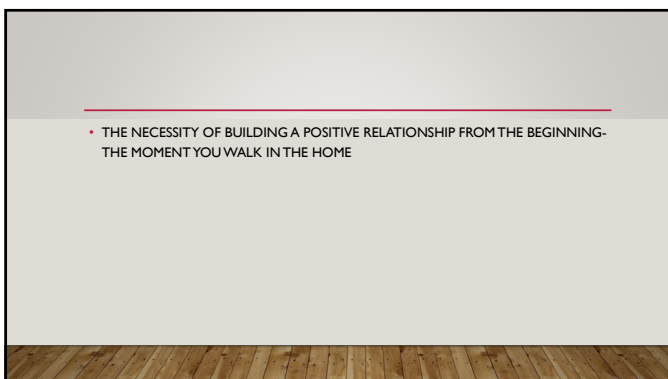 • THE NECESSITY OF BUILDING A POSITIVE RELATIONSHIP FROM THE BEGINNING-
THE MOMENT YOU WALK IN THE HOME